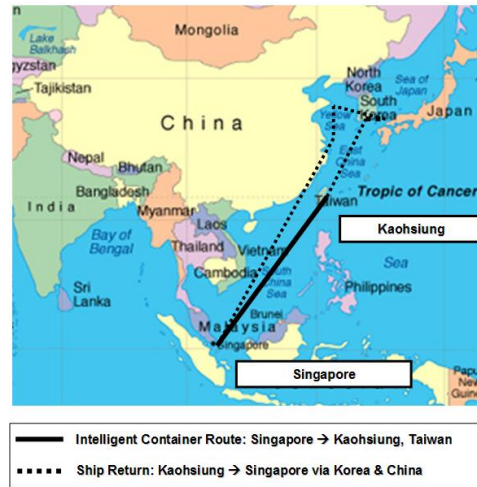 Lake
Balkhash
Mongolia
gyzstan
Tajikistan
North
Korea
Sea of
Japan
South
Korea
Japan
China
Yellow
Sea
Nepal
Bhutan
East
China
Sea
Bangladesh
Taiwan
Tropic of Cancer
India
Myanmar
Laos
Kaohsiung
Bay of
Bengal
Thailand
Vietnam
South
China
Sea
Sea
Cambodia
Philippines
Sri
Lanka
Brunei
Malaysia
Singapore
Singapore
Papu
New
Guine
Intelligent Container Route: Singapore → Kaohsiung, Taiwan
Ship Return: Kaohsiung → Singapore via Korea & China